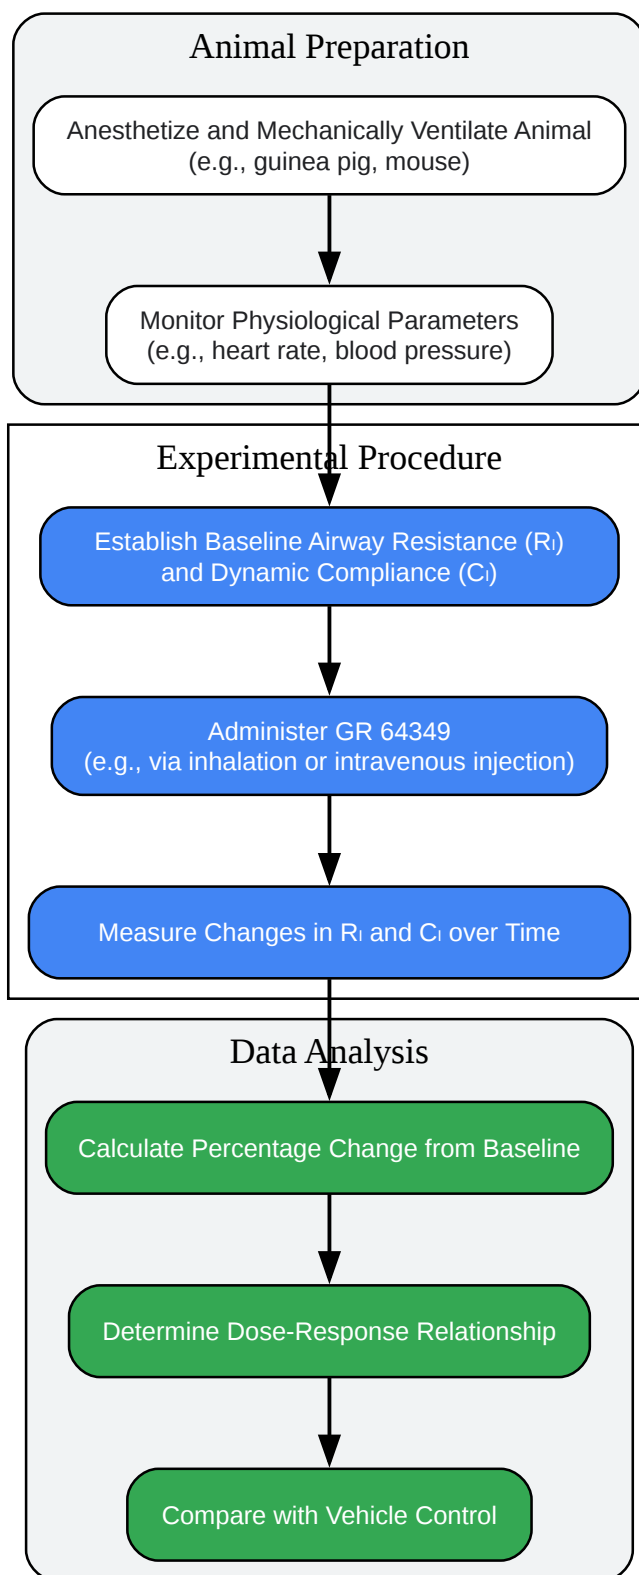 Animal Preparation
Anesthetize and Mechanically Ventilate Animal
(e.g., guinea pig, mouse)
Monitor Physiological Parameters
(e.g., heart rate, blood pressure)
Experimental Procedure
Establish Baseline Airway Resistance (Rₗ)
and Dynamic Compliance (Cₗ)
Administer GR 64349
(e.g., via inhalation or intravenous injection)
Measure Changes in Rₗ and Cₗ over Time
Data Analysis
Calculate Percentage Change from Baseline
Determine Dose-Response Relationship
Compare with Vehicle Control